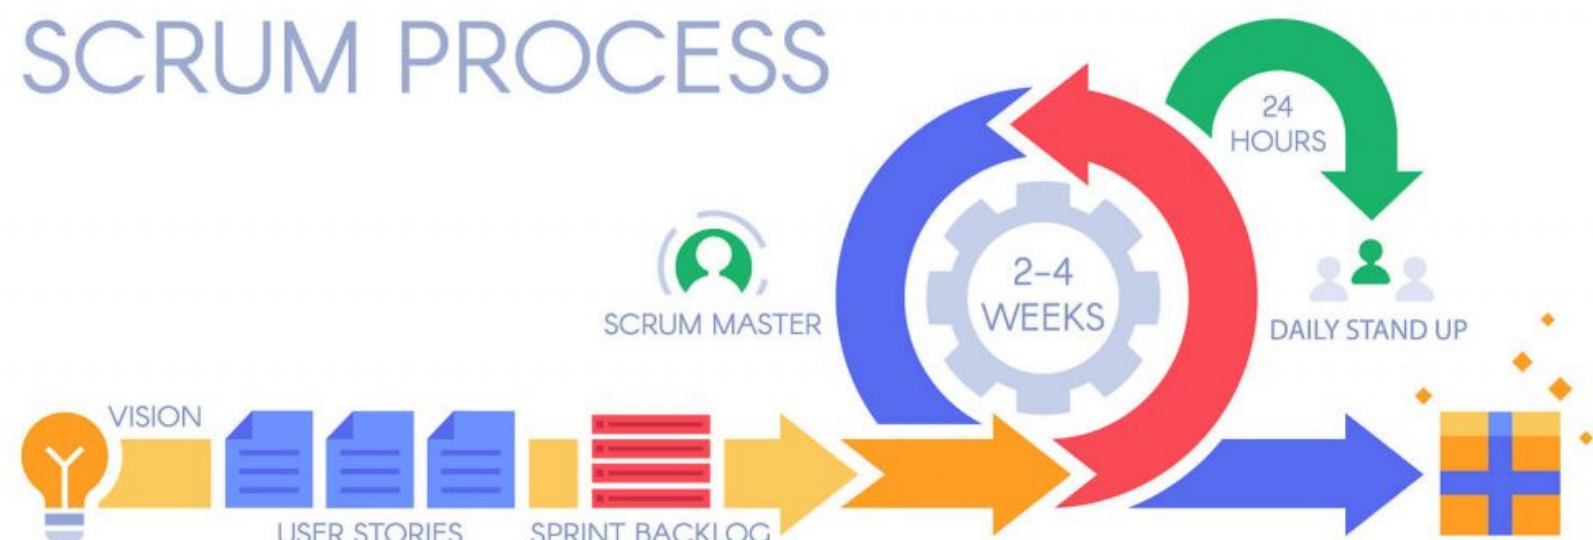 SCRUM PROCESS
24
HOURS
2-4
WEEKS
SCRUM MASTER
DAILY STAND UP
VISION
USER STORIES
SPRINT BACKLOG